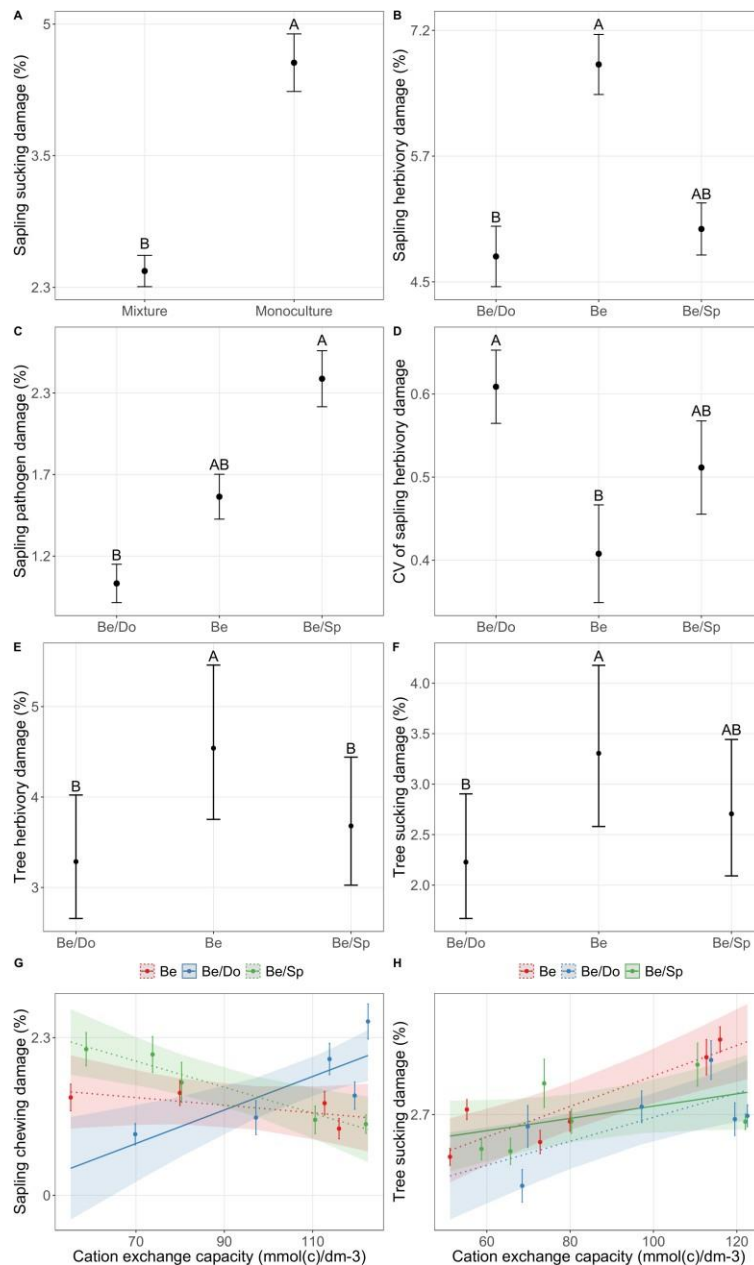 A
Sapling sucking damage (%)
5
3.5
2.3
B
A
Mixture
Monoculture
B
Sapling herbivory damage (%)
7.2
5.7
4.5
B
A
AB
Be/Do
Be
Be/Sp
C
Sapling pathogen damage (%)
2.3
1.7
1.2
B
AB
A
Be/Do
Be
Be/Sp
D
CV of sapling herbivory damage
0.6
0.5
0.4
A
B
AB
Be/Do
Be
Be/Sp
E
Tree herbivory damage (%)
5
4
3
B
A
B
Be/Do
Be
Be/Sp
F
Tree sucking damage (%)
4.0
3.5
3.0
2.5
2.0
B
A
AB
Be/Do
Be
Be/Sp
G
Be Be/Do Be/Sp
Sapling chewing damage (%)
2.3
0
70 90 110
Cation exchange capacity (mmol(c)/dm-3)
H
Be Be/Do Be/Sp
Tree sucking damage (%)
2.7
60 80 100 120
Cation exchange capacity (mmol(c)/dm-3)